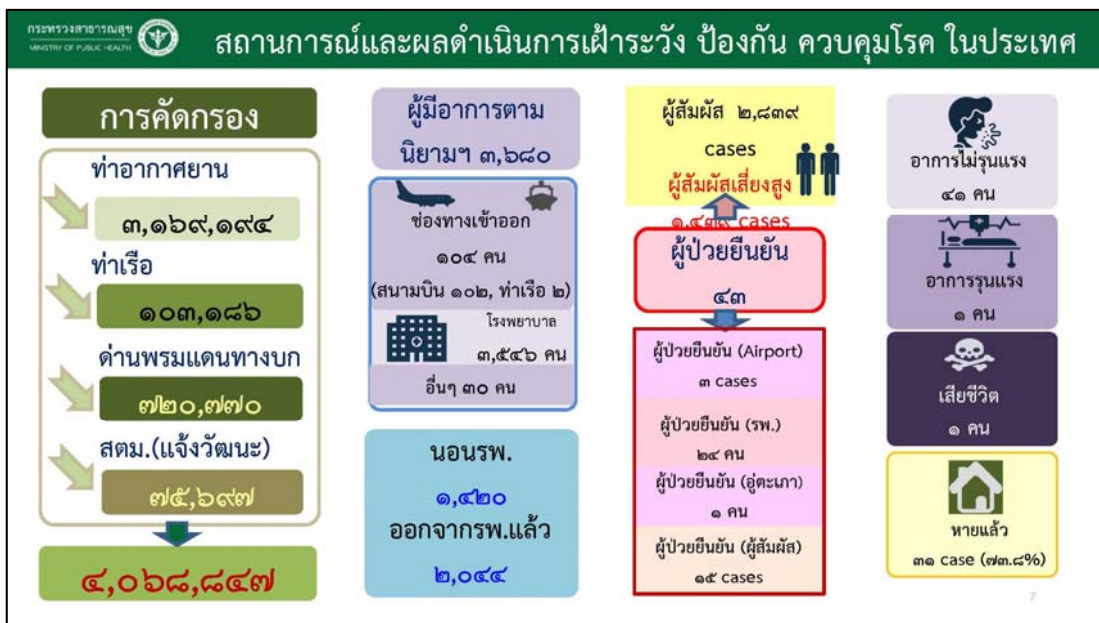 กระทรวงสาธารณสุข
MINISTRY OF PUBLIC HEALTH
สถานการณ์และผลดำเนินการเฝ้าระวัง ป้องกัน ควบคุมโรค ในประเทศ
การคัดกรอง
ท่าอากาศยาน
๓,๑๖๙,๑๙๔
ท่าเรือ
๑๐๓,๑๘๖
ด่านพรมแดนทางบก
๗๒๐,๗๗๐
สตม.(แจ้งวัฒนะ)
๗๕,๖๙๗
๔,๐๖๘,๘๔๗
ผู้มีอาการตาม
นิยามฯ ๓,๖๘๐
ช่องทางเข้าออก
๑๐๔ คน
(สนามบิน ๑๐๒, ท่าเรือ ๒)
โรงพยาบาล
๓,๕๔๖ คน
อื่นๆ ๓๐ คน
นอนรพ.
๑,๔๒๐
ออกจากรพ.แล้ว
๒,๐๔๔
ผู้สัมผัส ๒,๘๓๙
cases
ผู้สัมผัสเสี่ยงสูง
๑,๔๓๙ cases
ผู้ป่วยยืนยัน
๔๓
ผู้ป่วยยืนยัน (Airport)
๓ cases
ผู้ป่วยยืนยัน (รพ.)
๒๔ คน
ผู้ป่วยยืนยัน (อู่ตะเภา)
๑ คน
ผู้ป่วยยืนยัน (ผู้สัมผัส)
๑๕ cases
อาการไม่รุนแรง
๔๑ คน
อาการรุนแรง
๑ คน
เสียชีวิต
๑ คน
หายแล้ว
๓๑ case (๗๓.๘%)
7